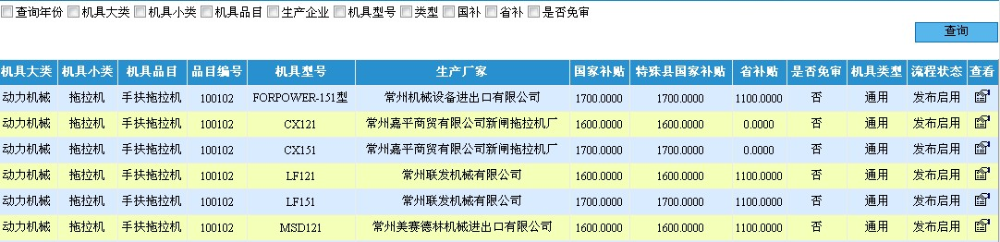 查询年份 机具大类 机具小类 机具品目 生产企业 机具型号 类型 国补 省补 是否免审
查询
机具大类 机具小类 机具品目 品目编号 机具型号 生产厂家 国家补贴 特殊县国家补贴 省补贴 是否免审 机具类型 流程状态 查看
动力机械 拖拉机 手扶拖拉机 100102 FORPOWER-151型 常州机械设备进出口有限公司 1700.0000 1700.0000 1100.0000 否 通用 发布启用
动力机械 拖拉机 手扶拖拉机 100102 CX121 常州嘉平商贸有限公司新闸拖拉机厂 1600.0000 1600.0000 0.0000 否 通用 发布启用
动力机械 拖拉机 手扶拖拉机 100102 CX151 常州嘉平商贸有限公司新闸拖拉机厂 1700.0000 1700.0000 0.0000 否 通用 发布启用
动力机械 拖拉机 手扶拖拉机 100102 LF121 常州联发机械有限公司 1600.0000 1600.0000 1100.0000 否 通用 发布启用
动力机械 拖拉机 手扶拖拉机 100102 LF151 常州联发机械有限公司 1700.0000 1700.0000 1100.0000 否 通用 发布启用
动力机械 拖拉机 手扶拖拉机 100102 MSD121 常州美赛德林机械进出口有限公司 1600.0000 1600.0000 1100.0000 否 通用 发布启用